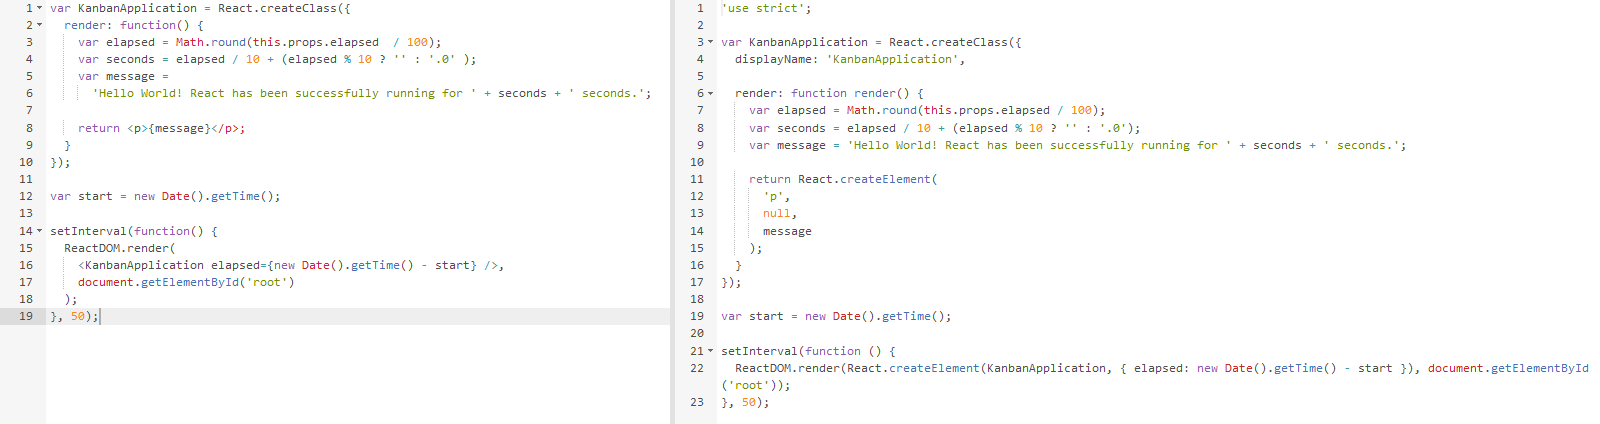 1 var KanbanApplication = React.createClass({
2   render: function() {
3     var elapsed = Math.round(this.props.elapsed  / 100);
4     var seconds = elapsed / 10 + (elapsed % 10 ? '' : '.0' );
5     var message =
6       'Hello World! React has been successfully running for ' + seconds + ' seconds.';
7
8     return <p>{message}</p>;
9   }
10 });
11
12 var start = new Date().getTime();
13
14 setInterval(function() {
15   ReactDOM.render(
16     <KanbanApplication elapsed={new Date().getTime() - start} />,
17     document.getElementById('root')
18   );
19 }, 50);
1 'use strict';
2
3 var KanbanApplication = React.createClass({
4   displayName: 'KanbanApplication',
5
6   render: function render() {
7     var elapsed = Math.round(this.props.elapsed / 100);
8     var seconds = elapsed / 10 + (elapsed % 10 ? '' : '.0');
9     var message = 'Hello World! React has been successfully running for ' + seconds + ' seconds.';
10
11     return React.createElement(
12       'p',
13       null,
14       message
15     );
16   }
17 });
18
19 var start = new Date().getTime();
20
21 setInterval(function () {
22   ReactDOM.render(React.createElement(KanbanApplication, { elapsed: new Date().getTime() - start }), document.getElementById
('root'));
23 }, 50);